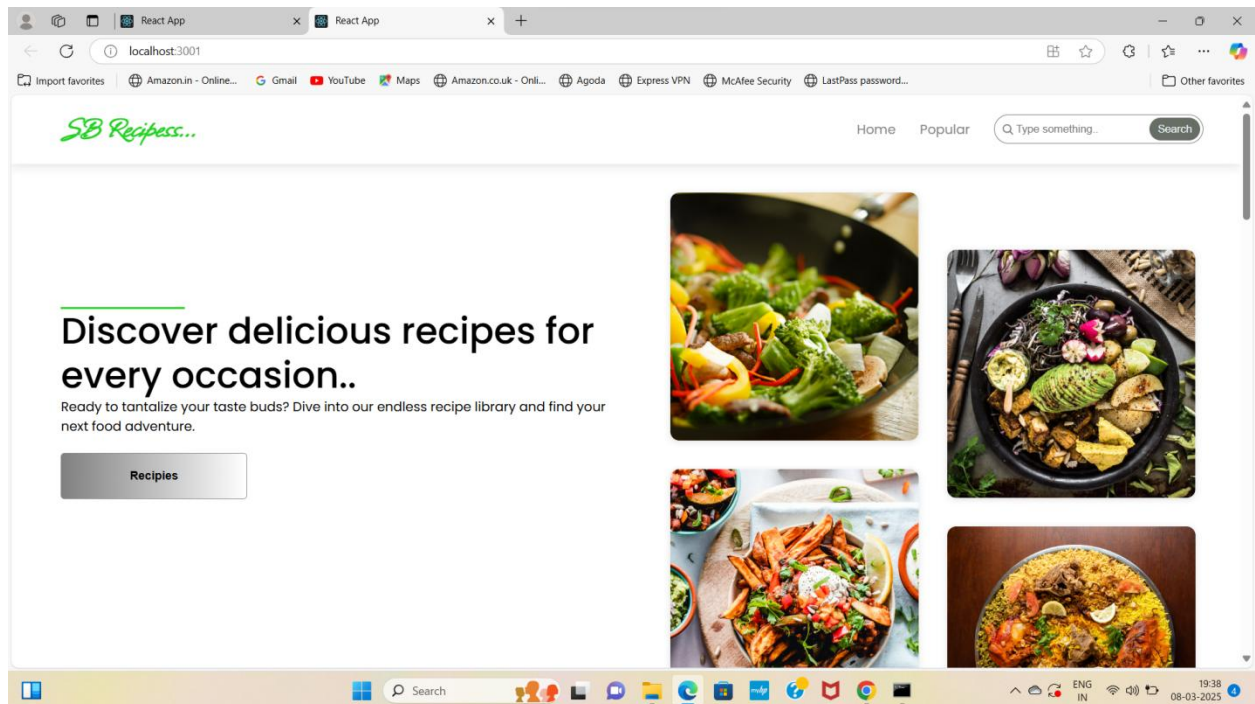 React App
React App
localhost:3001
Import favorites
Amazon.in - Online...
Gmail
YouTube
Maps
Amazon.co.uk - Onli...
Agoda
Express VPN
McAfee Security
LastPass password...
Other favorites
SB Recipess...
Home
Popular
Type something..
Search
Discover delicious recipes for
every occasion..
Ready to tantalize your taste buds? Dive into our endless recipe library and find your
next food adventure.
Recipies
Search
ENG
IN
19:38
08-03-2025
4